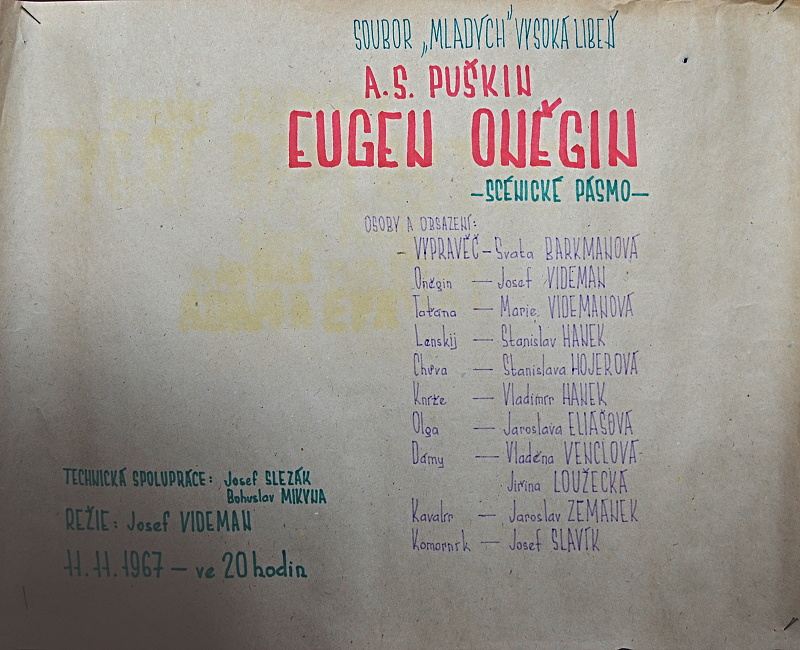 SOUBOR „MLADÝCH" VYSOKÁ LIBEŇ
A.S. PUŠKIN
EUGEN ONĚGIN
—SCÉNICKÉ PÁSMO—
OSOBY A OBSAZENÍ:
VYPRAVĚČ - Svata BARKMANOVÁ
Oněgin — Josef VIDEMAN
Taťána — Marie VIDEMANOVÁ
Lenskij — Stanislav HANEK
Chůva — Stanislava HOJEROVÁ
Kníže — Vladimír HANEK
Olga — Jaroslava ELIÁŠOVÁ
Dámy — Vladěna VENCLOVÁ
Jiřina LOUŽECKÁ
Kavalír — Jaroslav ZEMÁNEK
Komorník — Josef SLAVÍK
TECHNICKÁ SPOLUPRÁCE: Josef SLEZÁK
Bohuslav MIKYNA
REŽIE: Josef VIDEMAN
11.11.1967 — ve 20 hodin